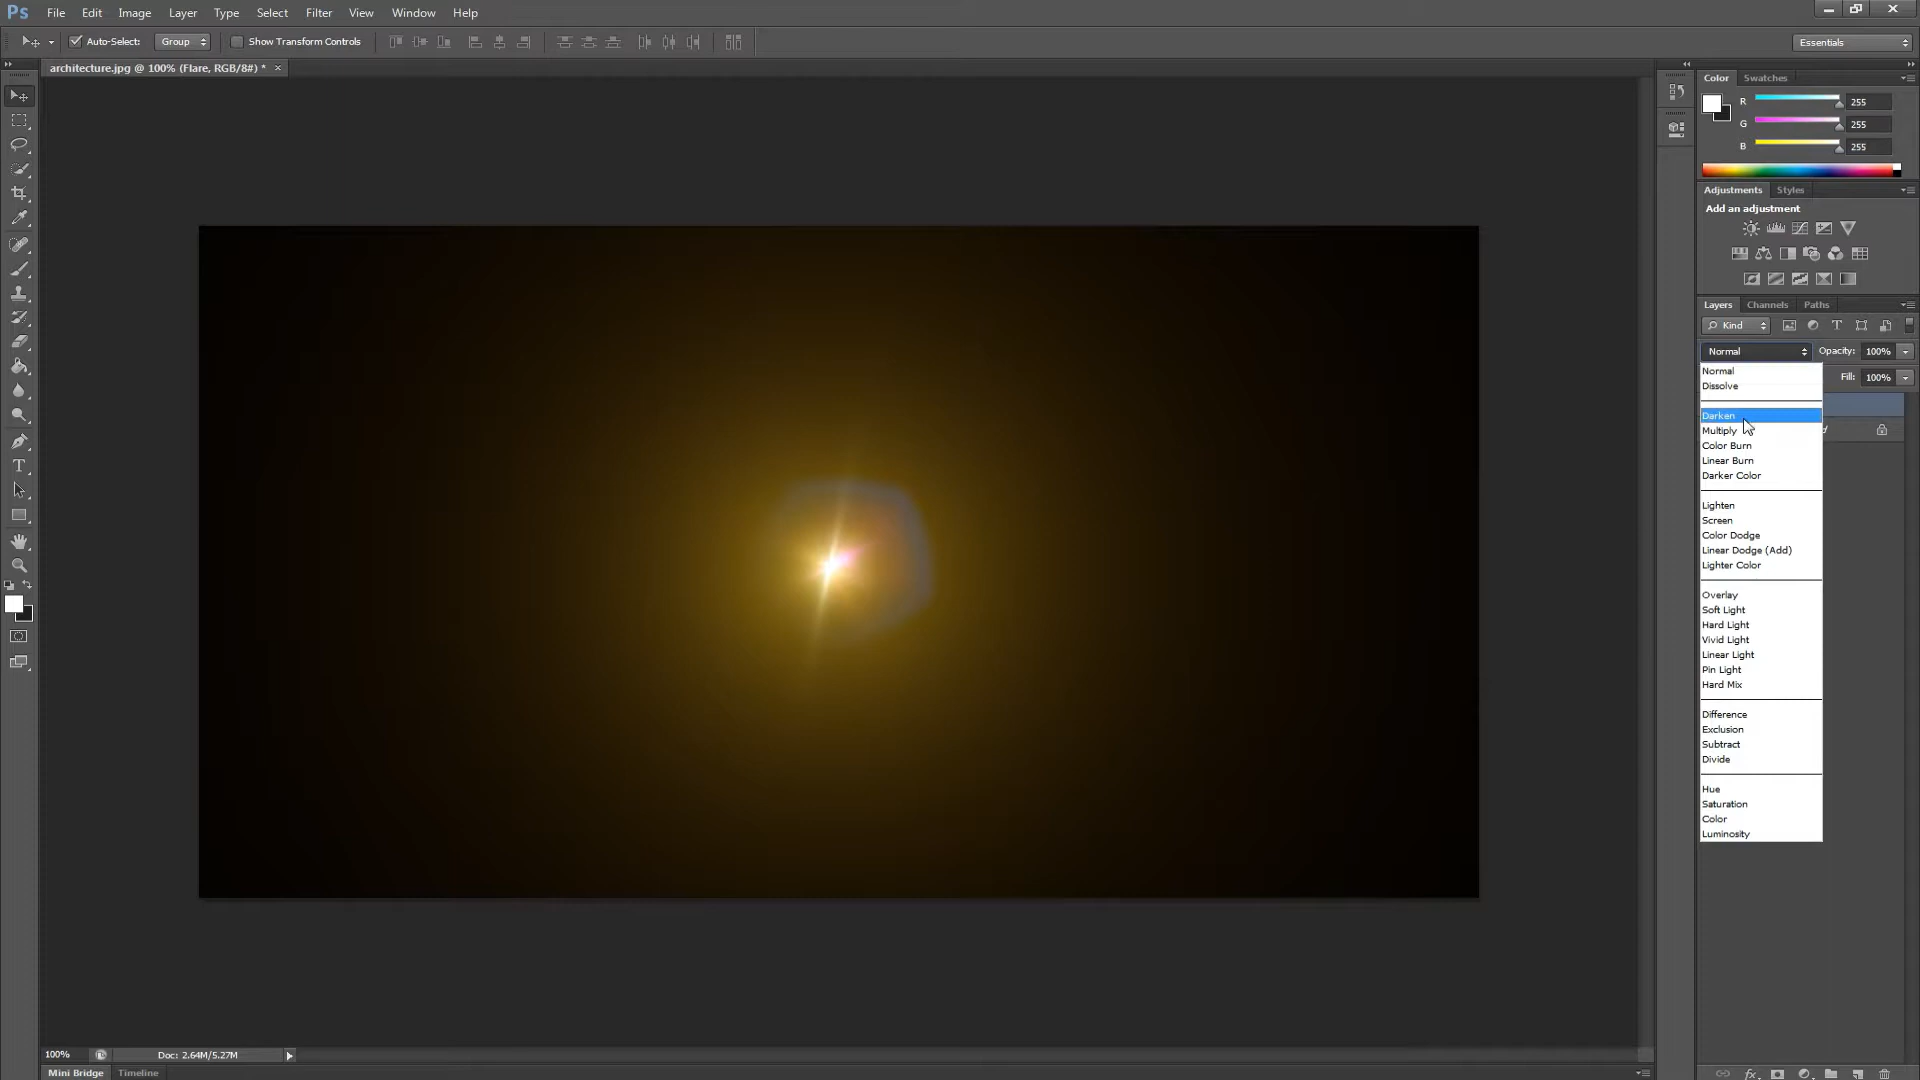 Ps File Edit Image Layer Type Select Filter View Window Help
Auto-Select: Group Show Transform Controls
Essentials
architecture.jpg @ 100% (Flare, RGB/8#) * ×
Color Swatches
R 255
G 255
B 255
Adjustments Styles
Add an adjustment
Layers Channels Paths
Kind
Normal Opacity: 100%
Fill: 100%
Normal
Dissolve
Darken
Multiply
Color Burn
Linear Burn
Darker Color
Lighten
Screen
Color Dodge
Linear Dodge (Add)
Lighter Color
Overlay
Soft Light
Hard Light
Vivid Light
Linear Light
Pin Light
Hard Mix
Difference
Exclusion
Subtract
Divide
Hue
Saturation
Color
Luminosity
100% Doc: 2.64M/5.27M
Mini Bridge Timeline